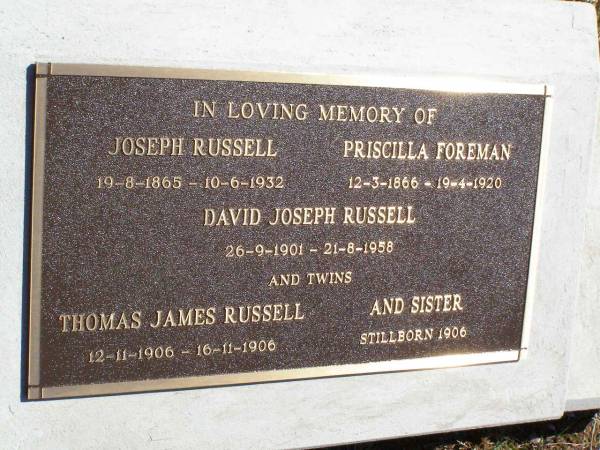 IN LOVING MEMORY OF
JOSEPH RUSSELL PRISCILLA FOREMAN
19-8-1865 - 10-6-1932 12-3-1866 - 19-4-1920
DAVID JOSEPH RUSSELL
26-9-1901 - 21-8-1958
AND TWINS
THOMAS JAMES RUSSELL AND SISTER
12-11-1906 - 16-11-1906 STILLBORN 1906